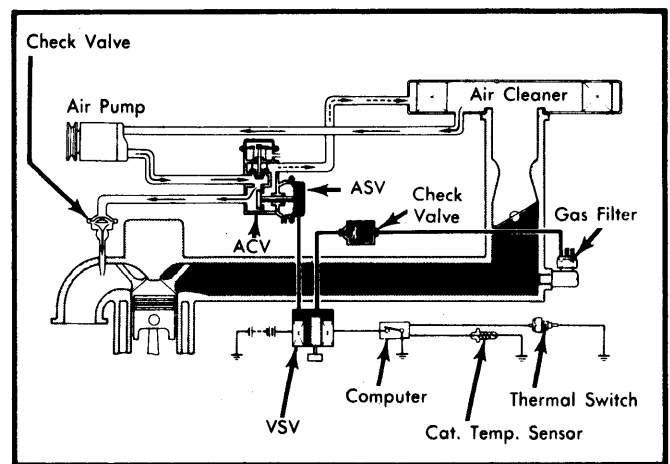 Check Valve
Air Pump
Air Cleaner
ASV
Check
Valve
Gas Filter
ACV
Computer
Thermal Switch
VSV
Cat. Temp. Sensor